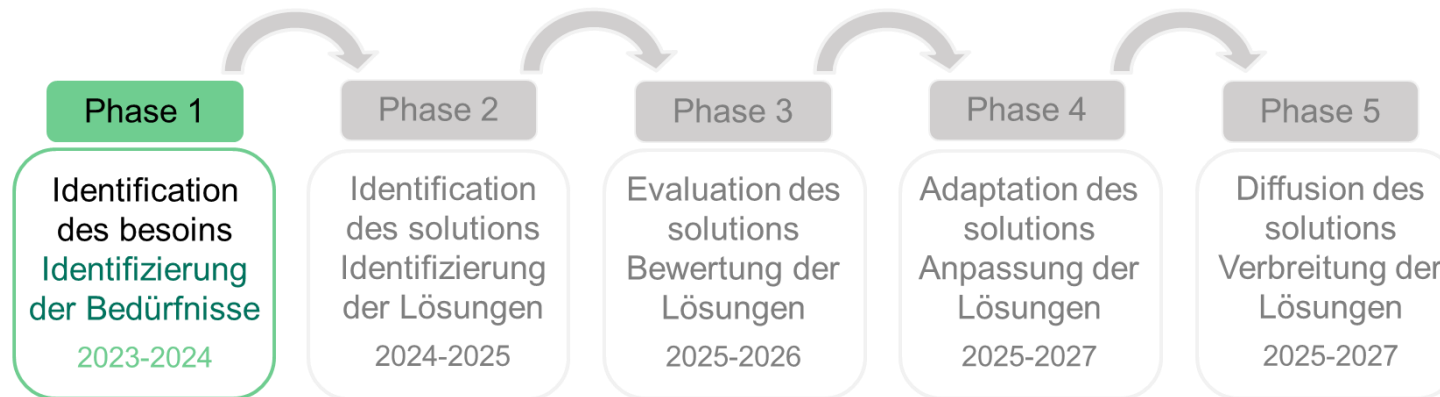 Phase 1
Identification
des besoins
Identifizierung
der Bedürfnisse
2023-2024
Phase 2
Identification
des solutions
Identifizierung
der Lösungen
2024-2025
Phase 3
Evaluation des
solutions
Bewertung der
Lösungen
2025-2026
Phase 4
Adaptation des
solutions
Anpassung der
Lösungen
2025-2027
Phase 5
Diffusion des
solutions
Verbreitung der
Lösungen
2025-2027